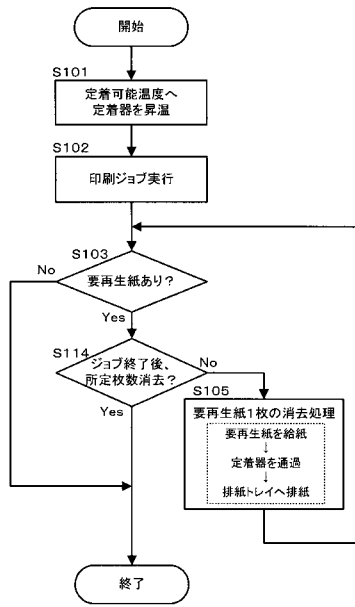 開始
S101
定着可能温度へ
定着器を昇温
S102
印刷ジョブ実行
S103
要再生紙あり?
No
Yes
S114
ジョブ終了後、
所定枚数消去?
No
Yes
S105
要再生紙1枚の消去処理
要再生紙を給紙
↓
定着器を通過
↓
排紙トレイへ排紙
終了